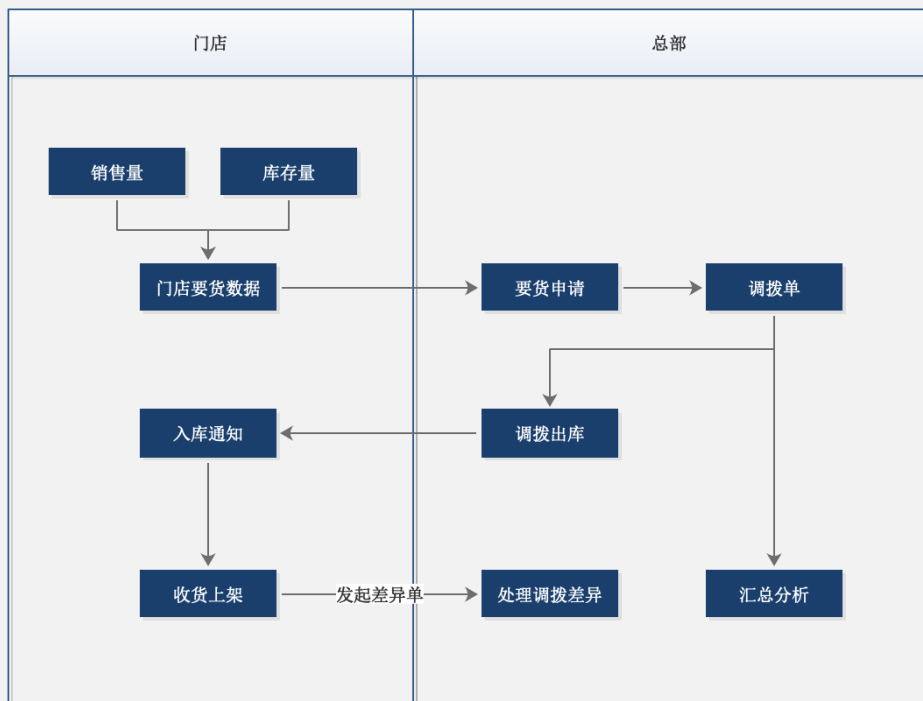 门店
总部
销售量
库存量
门店要货数据
要货申请
调拨单
入库通知
调拨出库
收货上架
发起差异单
处理调拨差异
汇总分析